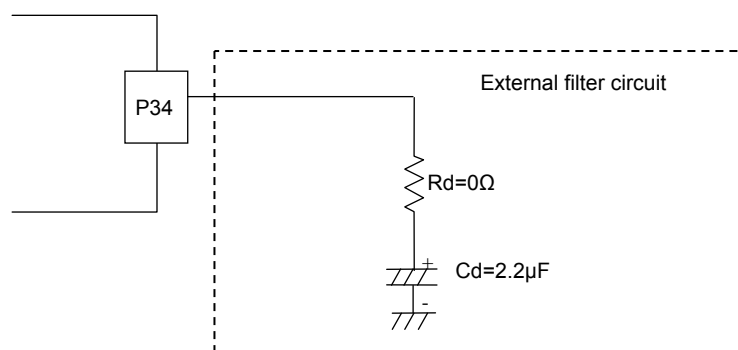 External filter circuit
P34
Rd=0Ω
+
Cd=2.2μF
-